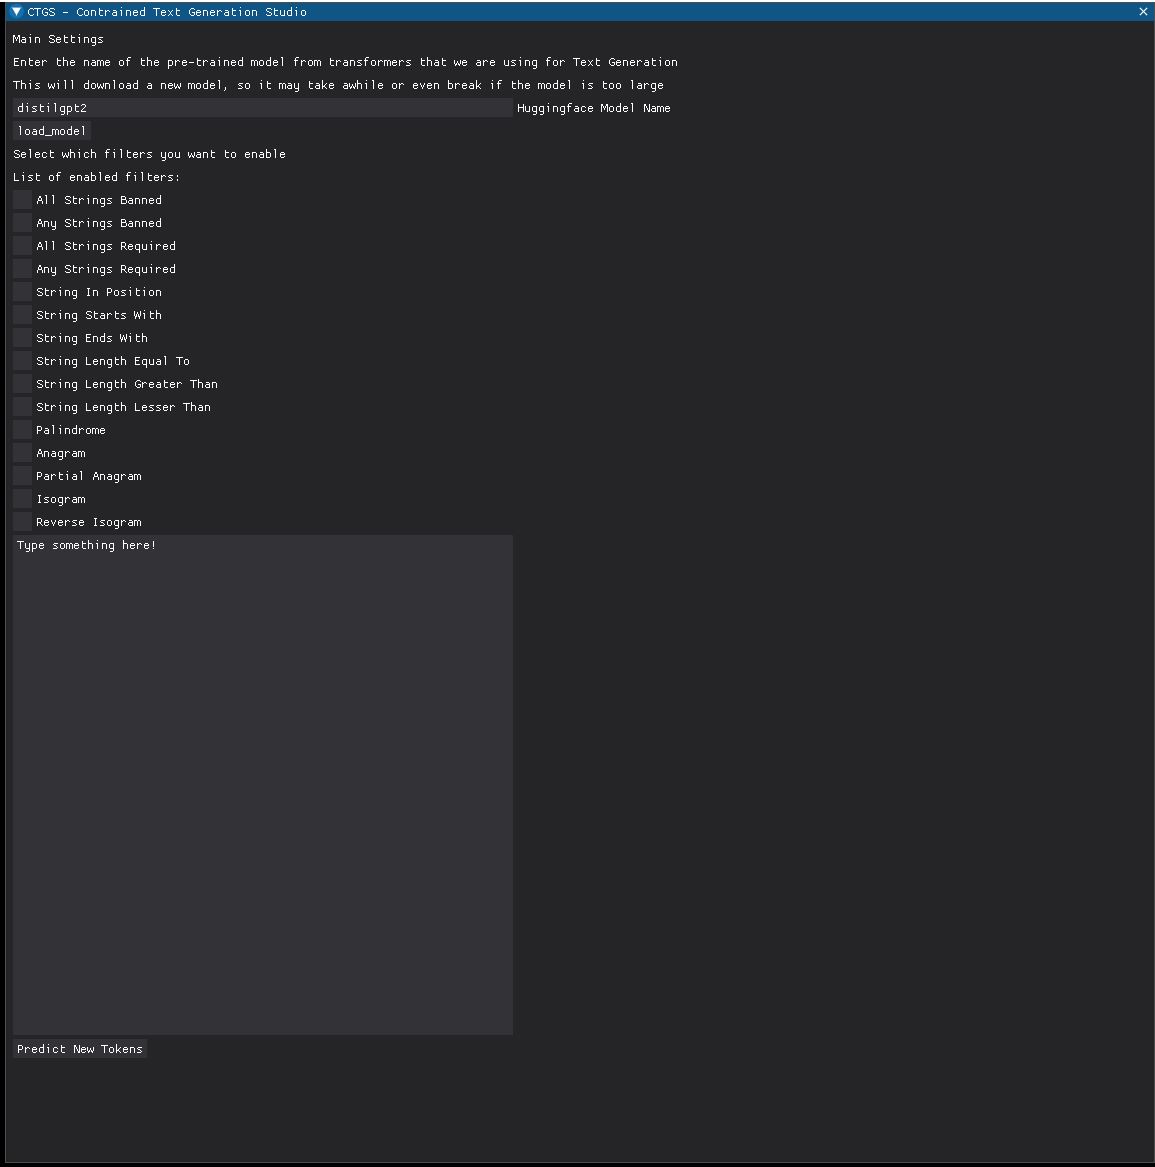 CTGS - Contrained Text Generation Studio
Main Settings
Enter the name of the pre-trained model from transformers that we are using for Text Generation
This will download a new model, so it may take awhile or even break if the model is too large
distilgpt2 Huggingface Model Name
load_model
Select which filters you want to enable
List of enabled filters:
All Strings Banned
Any Strings Banned
All Strings Required
Any Strings Required
String In Position
String Starts With
String Ends With
String Length Equal To
String Length Greater Than
String Length Lesser Than
Palindrome
Anagram
Partial Anagram
Isogram
Reverse Isogram
Type something here!
Predict New Tokens